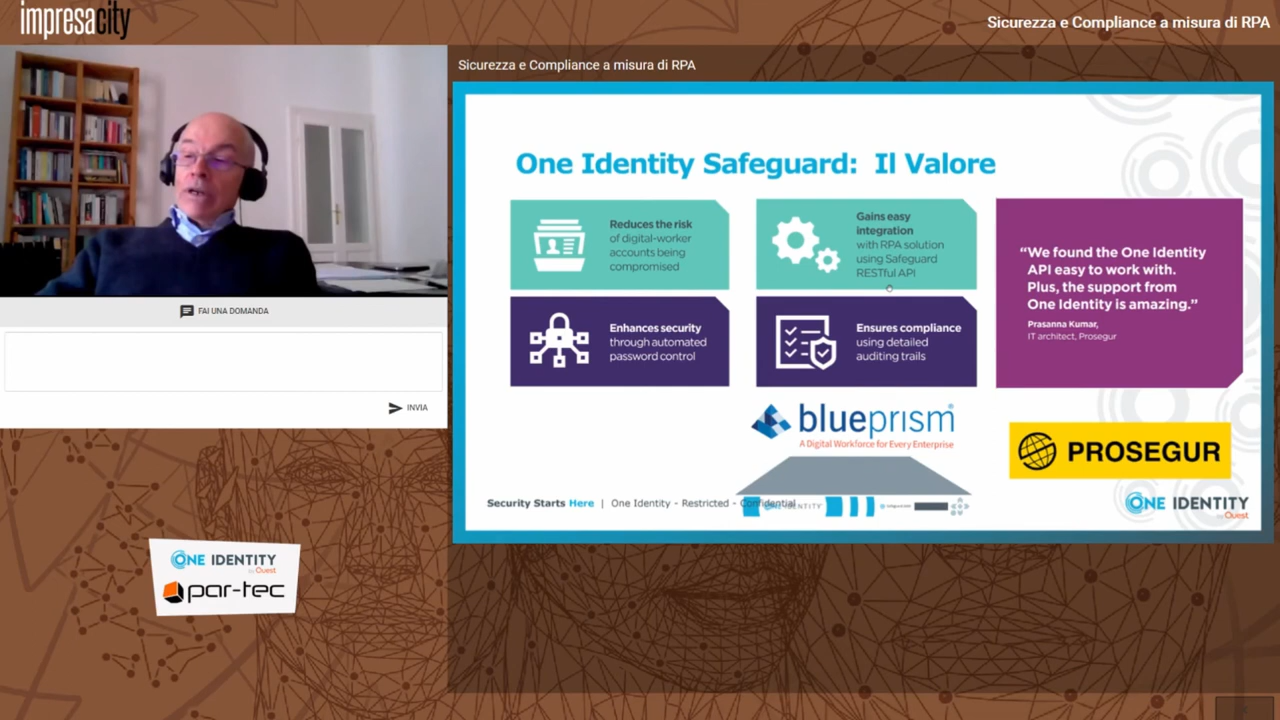 impresacity
Sicurezza e Compliance a misura di RPA
Sicurezza e Compliance a misura di RPA
FAI UNA DOMANDA
INVIA
One Identity Safeguard: Il Valore
Reduces the risk
of digital-worker
accounts being
compromised
Gains easy
integration
with RPA solution
using Safeguard
RESTful API
Enhances security
through automated
password control
Ensures compliance
using detailed
auditing trails
“We found the One Identity
API easy to work with.
Plus, the support from
One Identity is amazing.”
Prasanna Kumar,
IT architect, Prosegur
blueprism®
A Digital Workforce for Every Enterprise
PROSEGUR
Security Starts Here | One Identity - Restricted - Confidential
ONE IDENTITY
by Quest
ONE IDENTITY
by Quest
par-tec